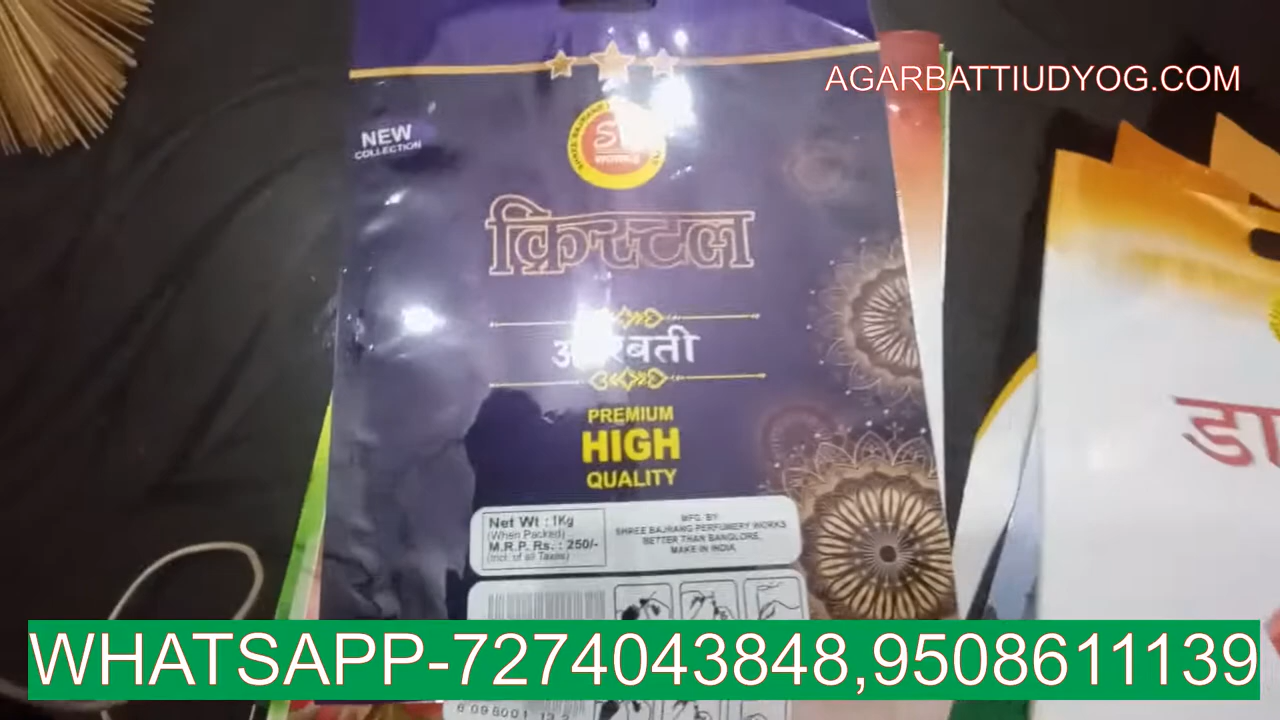 AGARBATTIUDYOG.COM
NEW
COLLECTION
WORKS
क्रिस्टल
PREMIUM
HIGH
QUALITY
Net Wt : 1Kg
(When Packed)
M.R.P. Rs. : 250/-
(Incl. of all Taxes)
MFG. BY
SHREE BAJRANG PERFUMERY WORKS
BETTER THAN BANGLORE,
MAKE IN INDIA
WHATSAPP-7274043848,9508611139